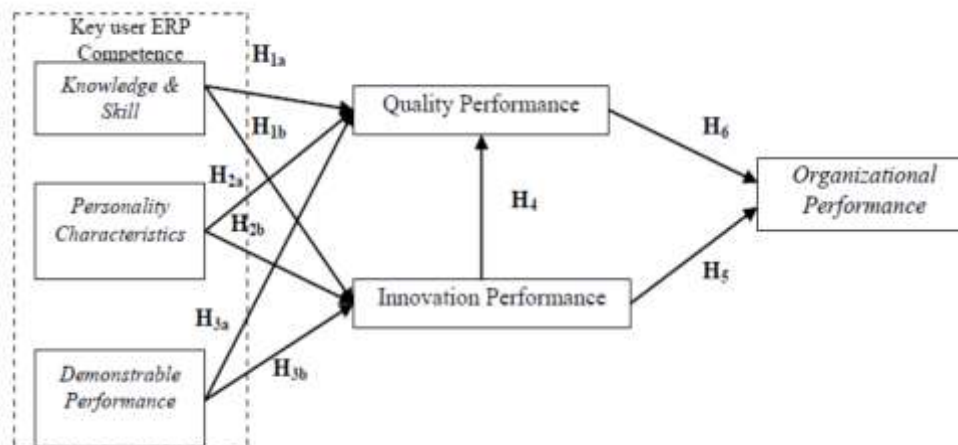 Key user ERP
Competence
Knowledge &
Skill
H1a
H1b
Quality Performance
H6
H2a
Personality
Characteristics
H2b
H4
Organizational
Performance
Innovation Performance
H5
H3a
H3b
Demonstrable
Performance